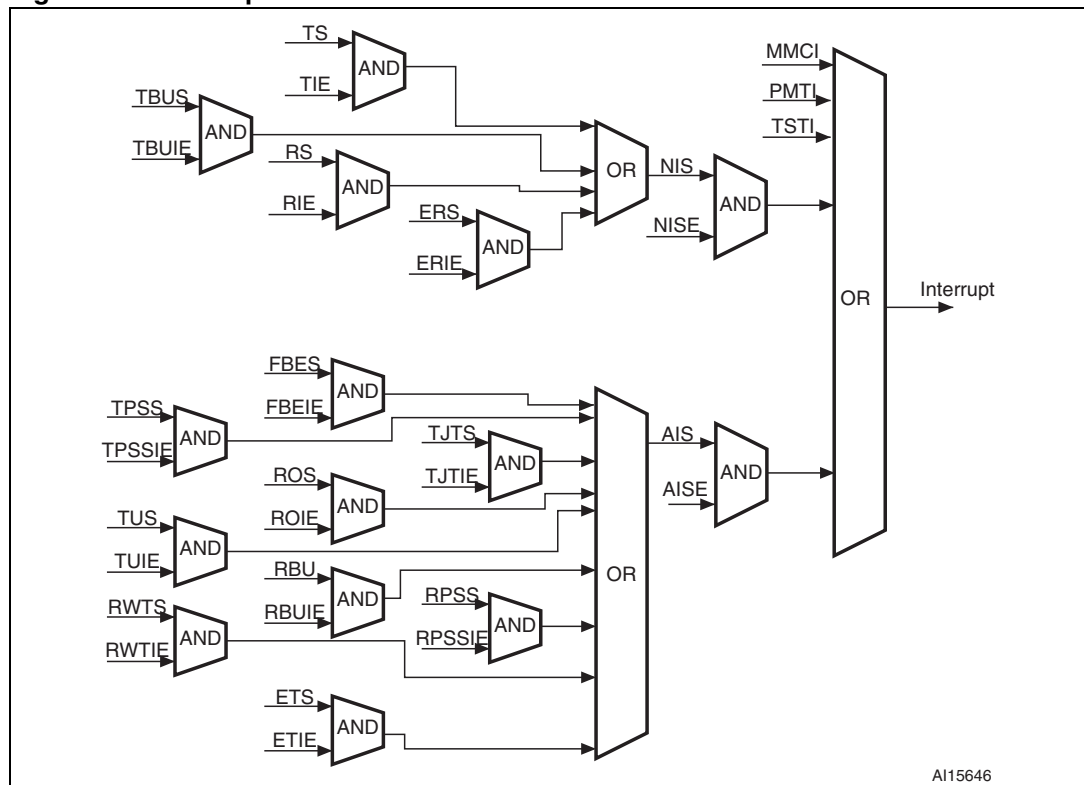 TS
AND
TIE
TBUS
AND
TBUIE
RS
AND
RIE
ERS
AND
ERIE
OR
NIS
AND
NISE
MMCI
PMTI
TSTI
OR
Interrupt
FBES
AND
FBEIE
TPSS
AND
TPSSIE
TJTS
AND
TJTIE
ROS
AND
ROIE
TUS
AND
TUIE
RBU
AND
RBUIE
RPSS
AND
RPSSIE
RWTS
AND
RWTIE
ETS
AND
ETIE
OR
AIS
AND
AISE
AI15646